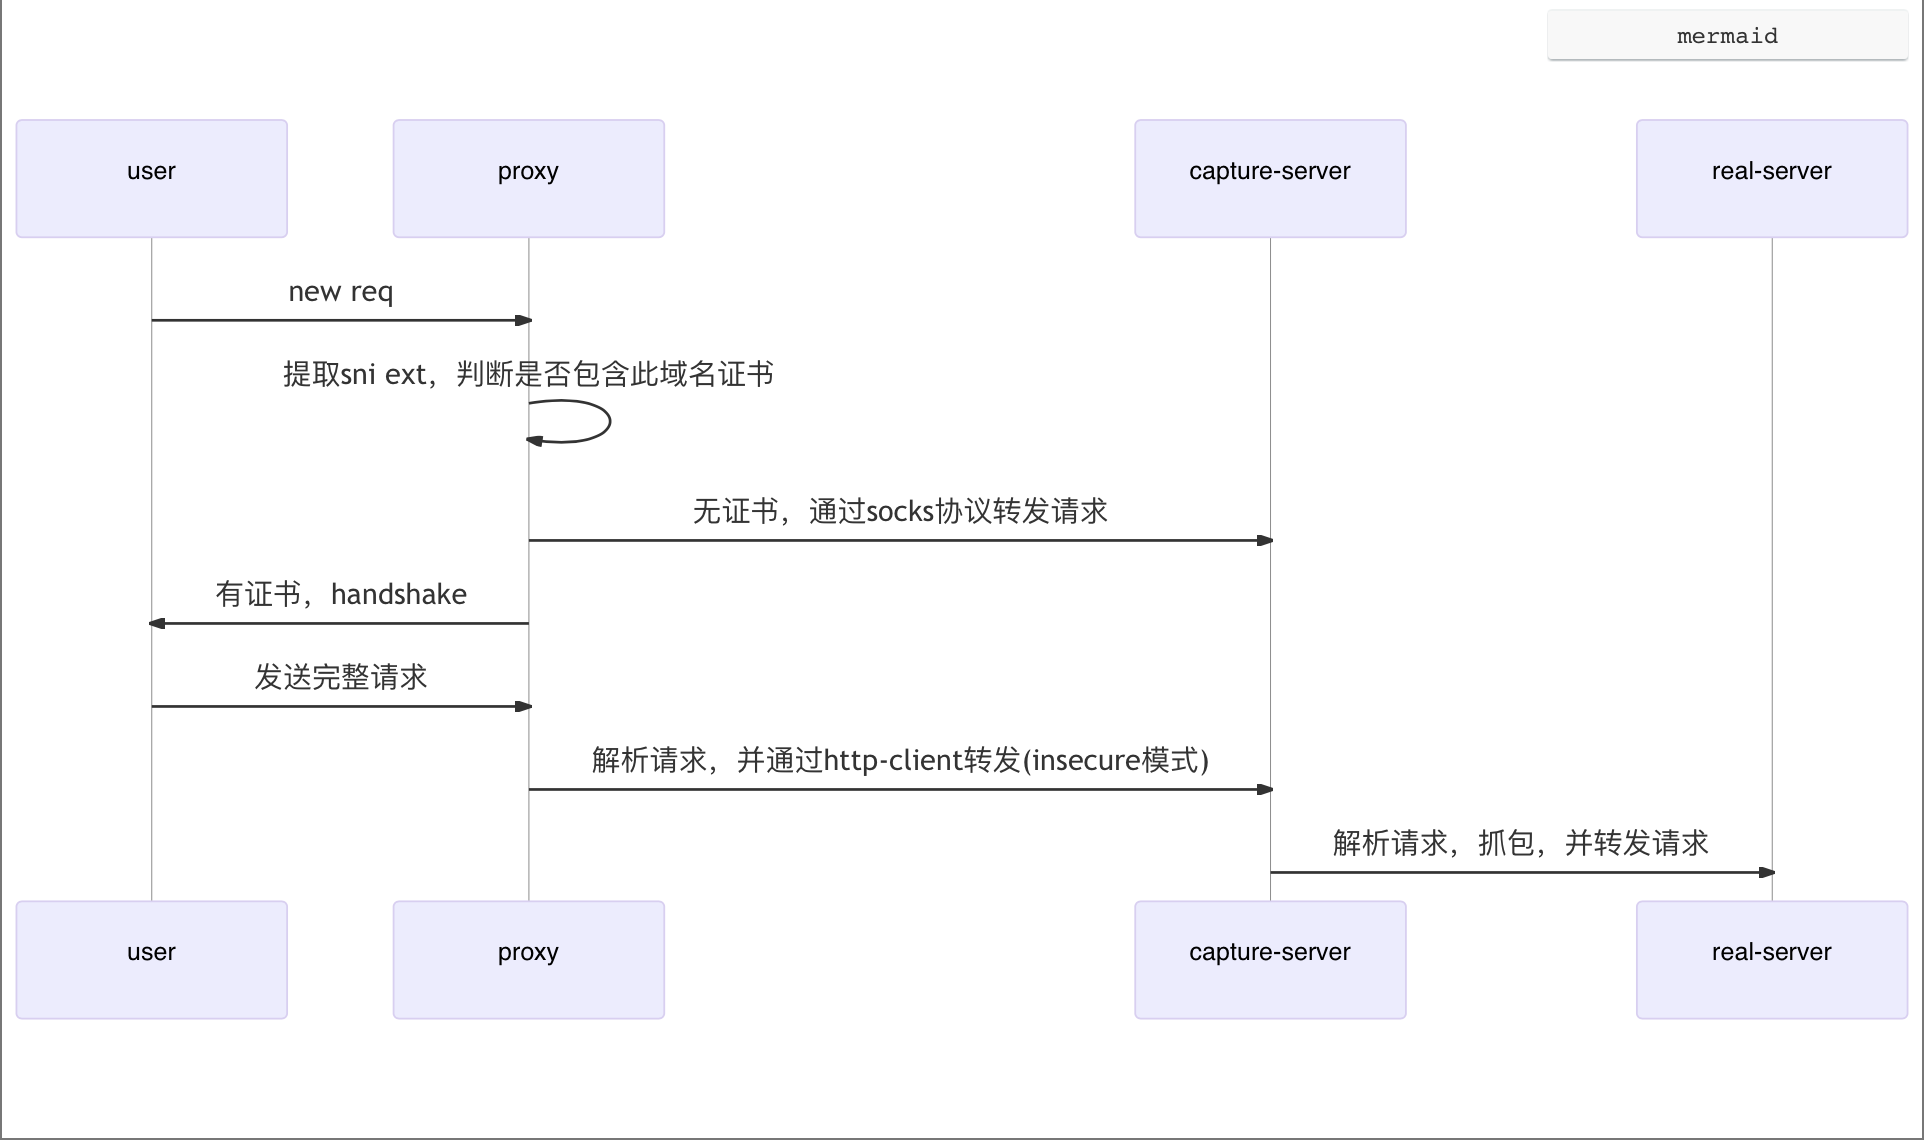 mermaid
user
proxy
capture-server
real-server
new req
提取sni ext，判断是否包含此域名证书
无证书，通过socks协议转发请求
有证书，handshake
发送完整请求
解析请求，并通过http-client转发(insecure模式)
解析请求，抓包，并转发请求
user
proxy
capture-server
real-server